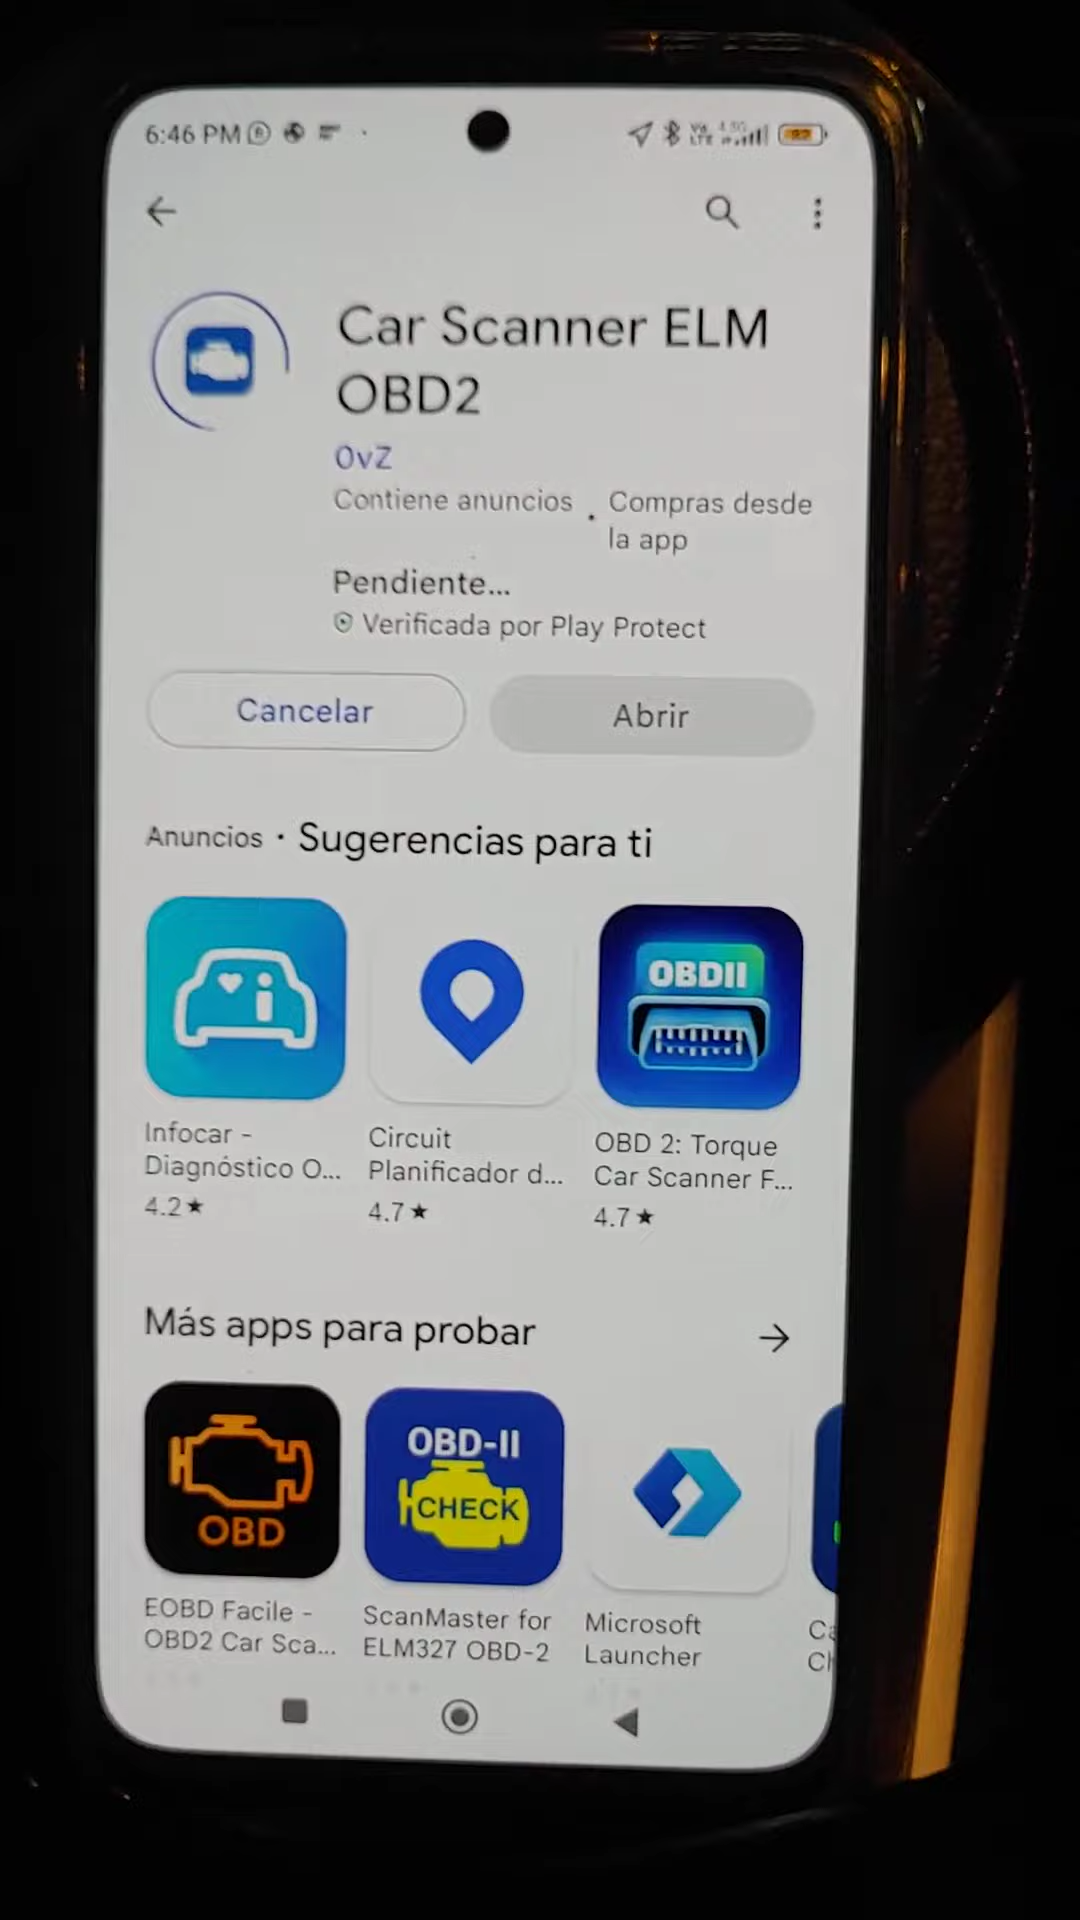 6:46 PM
Car Scanner ELM
OBD2
0vZ
Contiene anuncios · Compras desde
la app
Pendiente...
Verificada por Play Protect
Cancelar
Abrir
Anuncios · Sugerencias para ti
OBDII
Infocar -
Diagnóstico O...
4.2★
Circuit
Planificador d...
4.7★
OBD 2: Torque
Car Scanner F...
4.7★
Más apps para probar
OBD
OBD-II
CHECK
EOBD Facile -
OBD2 Car Sca...
ScanMaster for
ELM327 OBD-2
Microsoft
Launcher